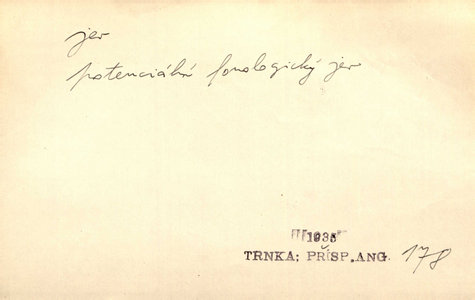 jev
potenciální fonologický jev
1935
TRNKA: PŘÍSP.ANG. 178